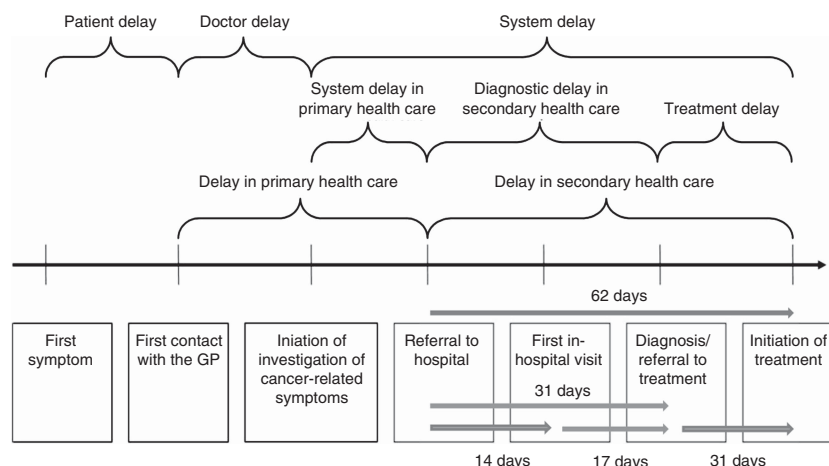 Patient delay
Doctor delay
System delay
System delay in
primary health care
Diagnostic delay in
secondary health care
Treatment delay
Delay in primary health care
Delay in secondary health care
62 days
First
symptom
First contact
with the GP
Iniation of
investigation of
cancer-related
symptoms
Referral to
hospital
First in-
hospital visit
Diagnosis/
referral to
treatment
Initiation of
treatment
31 days
14 days
17 days
31 days